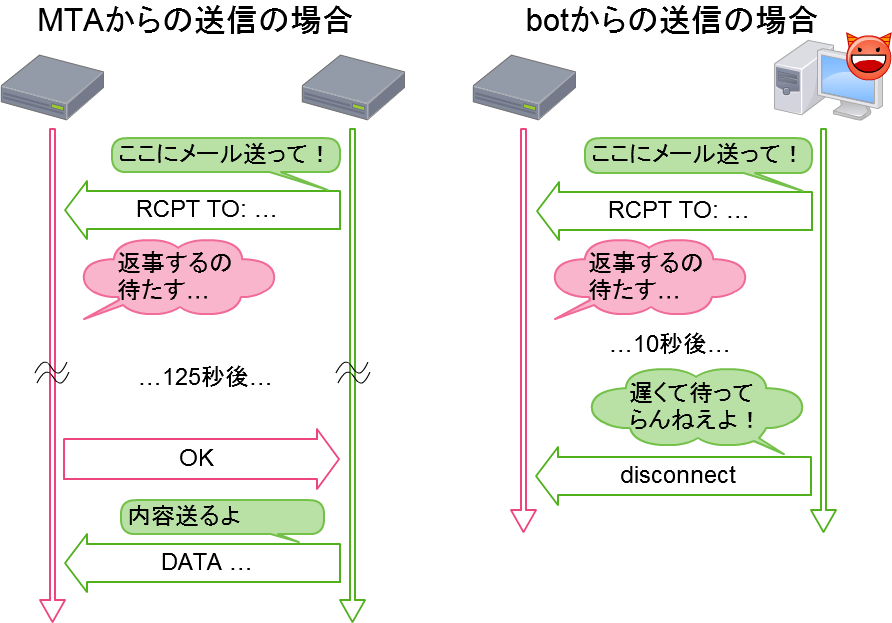 MTAからの送信の場合
ここにメール送って！
RCPT TO: …
返事するの
待たす…
…125秒後…
OK
内容送るよ
DATA …
botからの送信の場合
ここにメール送って！
RCPT TO: …
返事するの
待たす…
…10秒後…
遅くて待って
らんねえよ！
disconnect